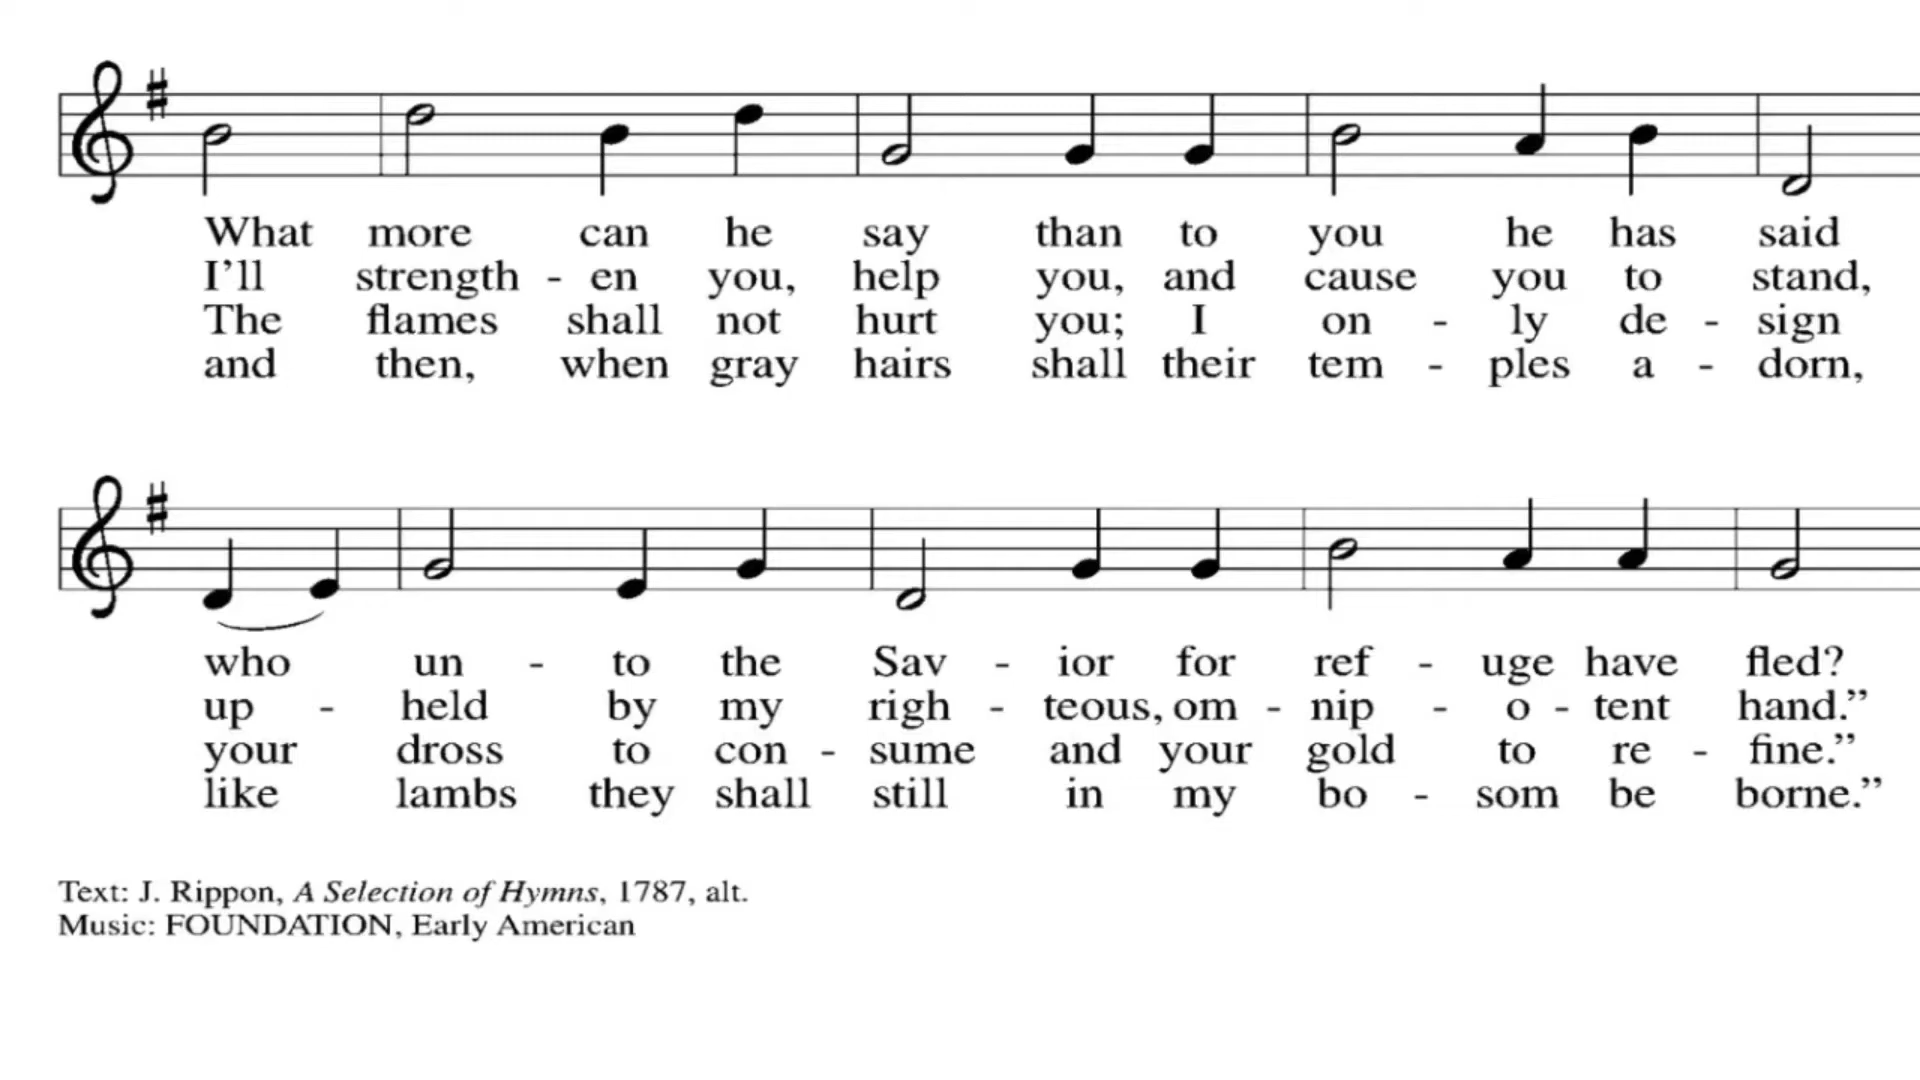 What more can he say than to you he has said
I’ll strength - en you, help you, and cause you to stand,
The flames shall not hurt you; I on - ly de - sign
and then, when gray hairs shall their tem - ples a - dorn,
who un - to the Sav - ior for ref - uge have fled?
up - held by my righ - teous, om - nip - o - tent hand.”
your dross to con - sume and your gold to re - fine.”
like lambs they shall still in my bo - som be borne.”
Text: J. Rippon, A Selection of Hymns, 1787, alt.
Music: FOUNDATION, Early American